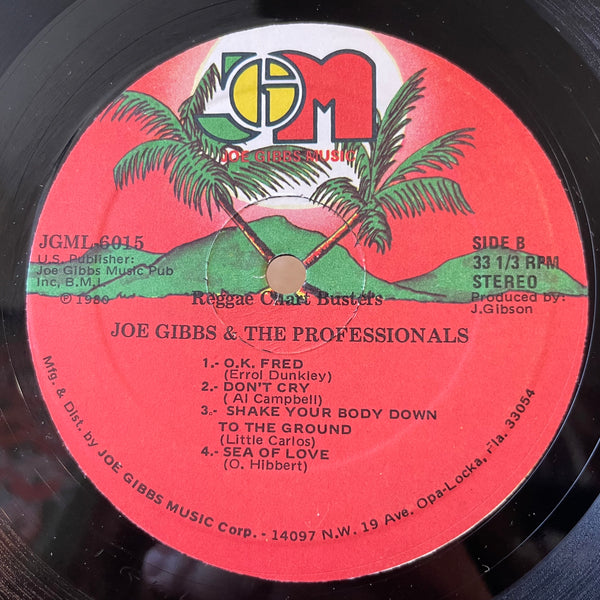 JGM
JOE GIBBS MUSIC
JGML-6015
U.S. Publisher:
Joe Gibbs Music Pub
Inc, B.M.I.
℗ 1980
SIDE B
33 1/3 RPM
STEREO
Produced by:
J.Gibson
Reggae Chart Busters
JOE GIBBS & THE PROFESSIONALS
1.- O.K. FRED
(Errol Dunkley)
2.- DON'T CRY
( Al Campbell)
3.- SHAKE YOUR BODY DOWN
TO THE GROUND
(Little Carlos)
4.- SEA OF LOVE
(O. Hibbert)
Mfg. & Dist. by JOE GIBBS MUSIC Corp. - 14097 N.W. 19 Ave. Opa-Locka, Fla. 33054